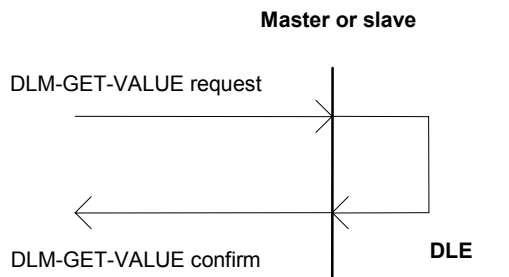 Master or slave
DLM-GET-VALUE request
DLE
DLM-GET-VALUE confirm